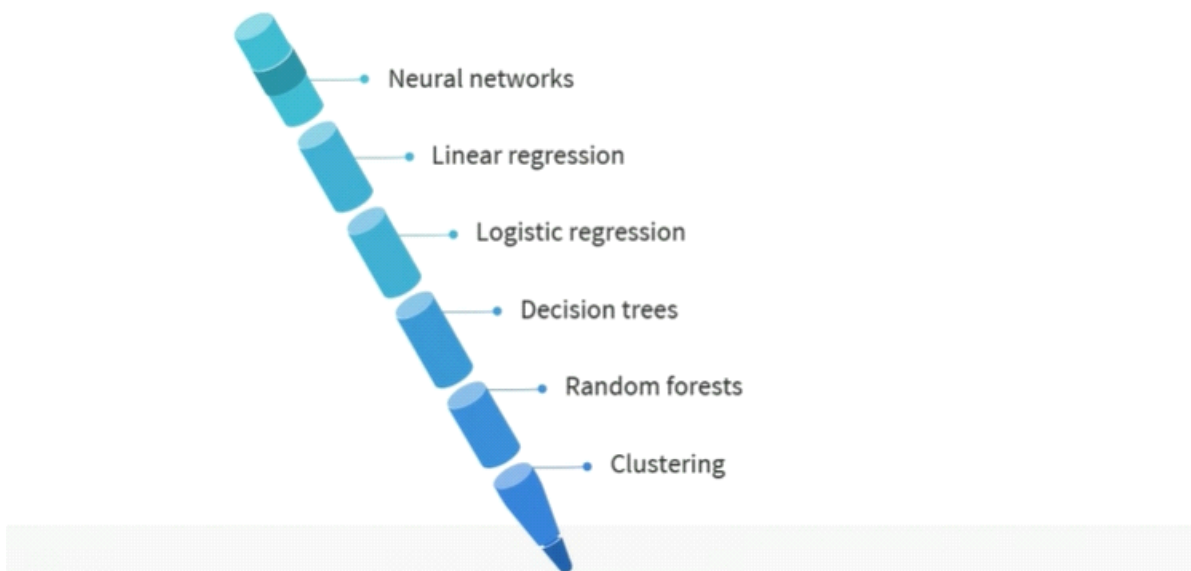 Neural networks
Linear regression
Logistic regression
Decision trees
Random forests
Clustering